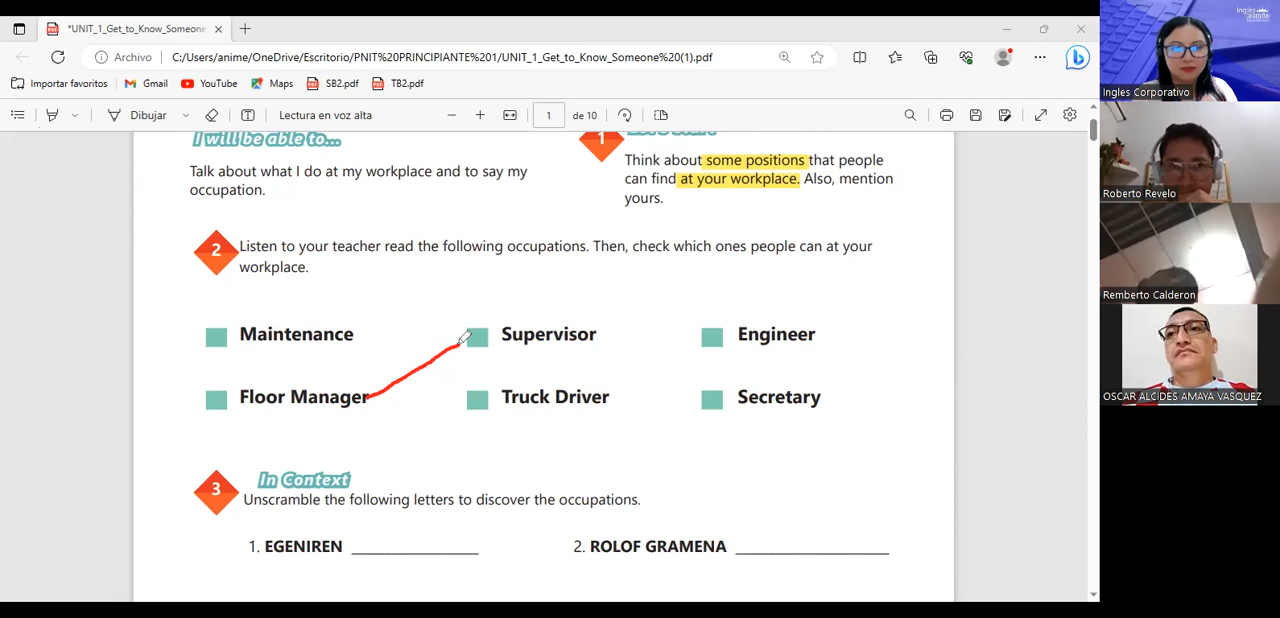 *UNIT_1_Get_to_Know_Someone
Archivo C:/Users/anime/OneDrive/Escritorio/PNIT%20PRINCIPIANTE%201/UNIT_1_Get_to_Know_Someone%20(1).pdf
Importar favoritos Gmail YouTube Maps SB2.pdf TB2.pdf
Dibujar Lectura en voz alta 1 de 10
I will be able to...
Talk about what I do at my workplace and to say my
occupation.
1
Think about some positions that people
can find at your workplace. Also, mention
yours.
2 Listen to your teacher read the following occupations. Then, check which ones people can at your
workplace.
Maintenance Supervisor Engineer
Floor Manager Truck Driver Secretary
3 In Context
Unscramble the following letters to discover the occupations.
1. EGENIREN 2. ROLOF GRAMENA
Ingles Corporativo
Roberto Revelo
Remberto Calderon
OSCAR ALCIDES AMAYA VASQUEZ